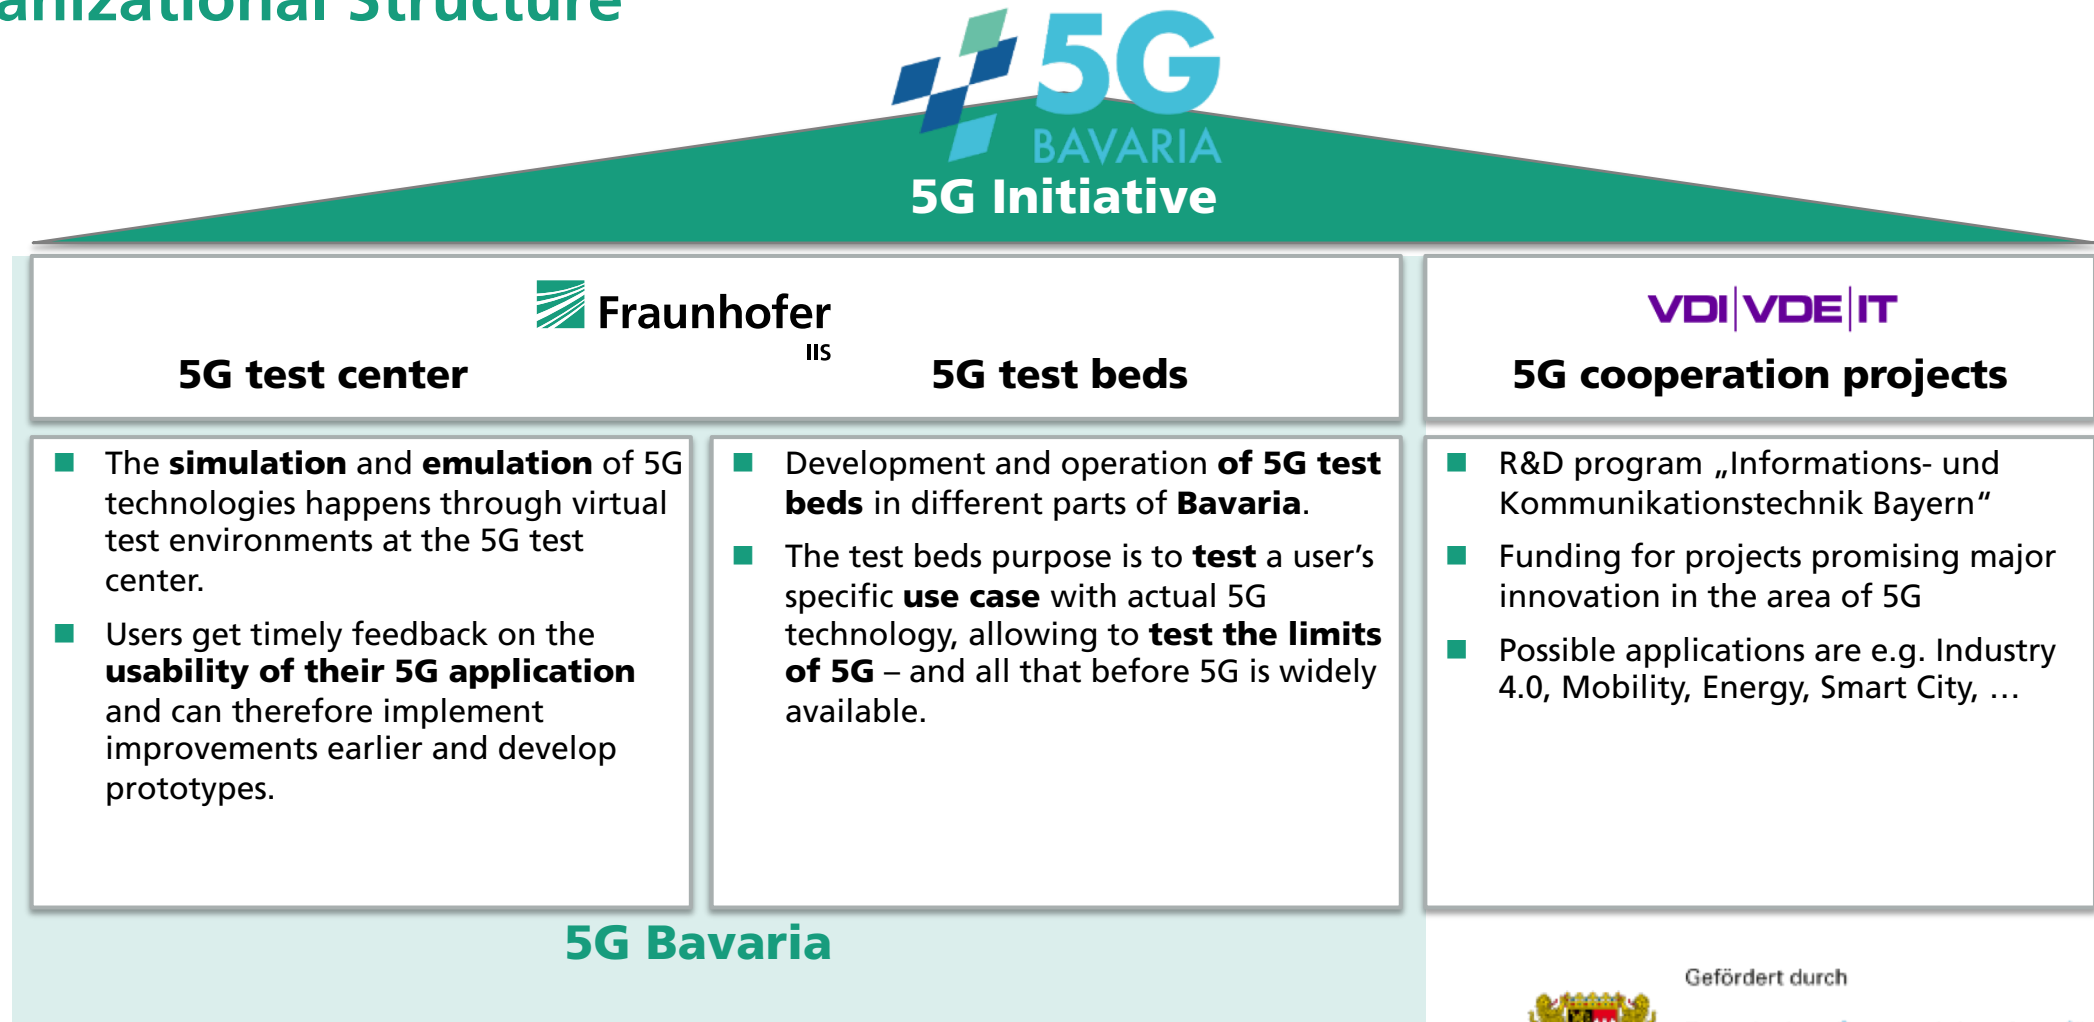 Structure
5G
BAVARIA
5G Initiative
Fraunhofer
IIS
5G test center
5G test beds
VDI|VDE|IT
5G cooperation projects
■ The simulation and emulation of 5G
technologies happens through virtual
test environments at the 5G test
center.
■ Users get timely feedback on the
usability of their 5G application
and can therefore implement
improvements earlier and develop
prototypes.
■ Development and operation of 5G test
beds in different parts of Bavaria.
■ The test beds purpose is to test a user’s
specific use case with actual 5G
technology, allowing to test the limits
of 5G – and all that before 5G is widely
available.
■ R&D program „Informations- und
Kommunikationstechnik Bayern“
■ Funding for projects promising major
innovation in the area of 5G
■ Possible applications are e.g. Industry
4.0, Mobility, Energy, Smart City, …
5G Bavaria
Gefördert durch